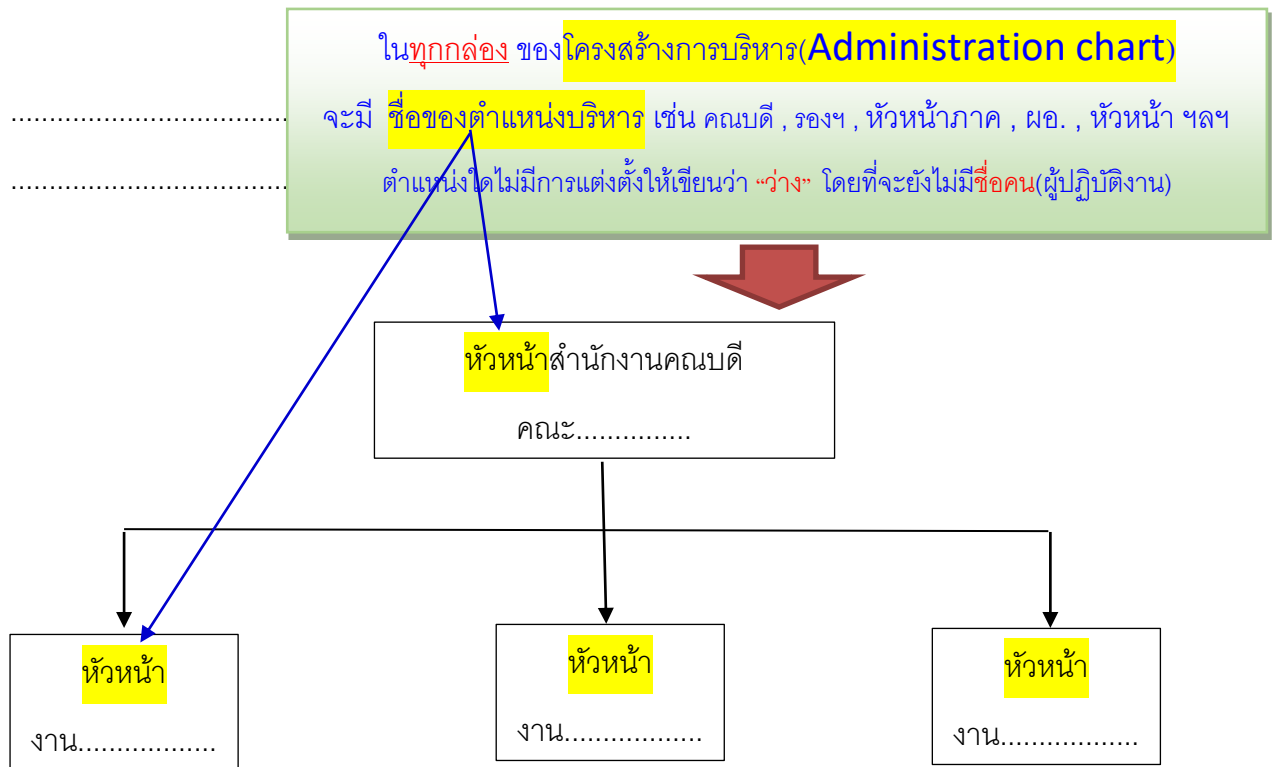 ในทุกกล่อง ของโครงสร้างการบริหาร(Administration chart)
....................................จะมี ชื่อของตำแหน่งบริหาร เช่น คณบดี , รองฯ , หัวหน้าภาค , ผอ. , หัวหน้า ฯลฯ
....................................ตำแหน่งใดไม่มีการแต่งตั้งให้เขียนว่า “ว่าง” โดยที่จะยังไม่มีชื่อคน(ผู้ปฏิบัติงาน)
หัวหน้าสำนักงานคณบดี
คณะ...............
หัวหน้า
งาน..................
หัวหน้า
งาน..................
หัวหน้า
งาน..................